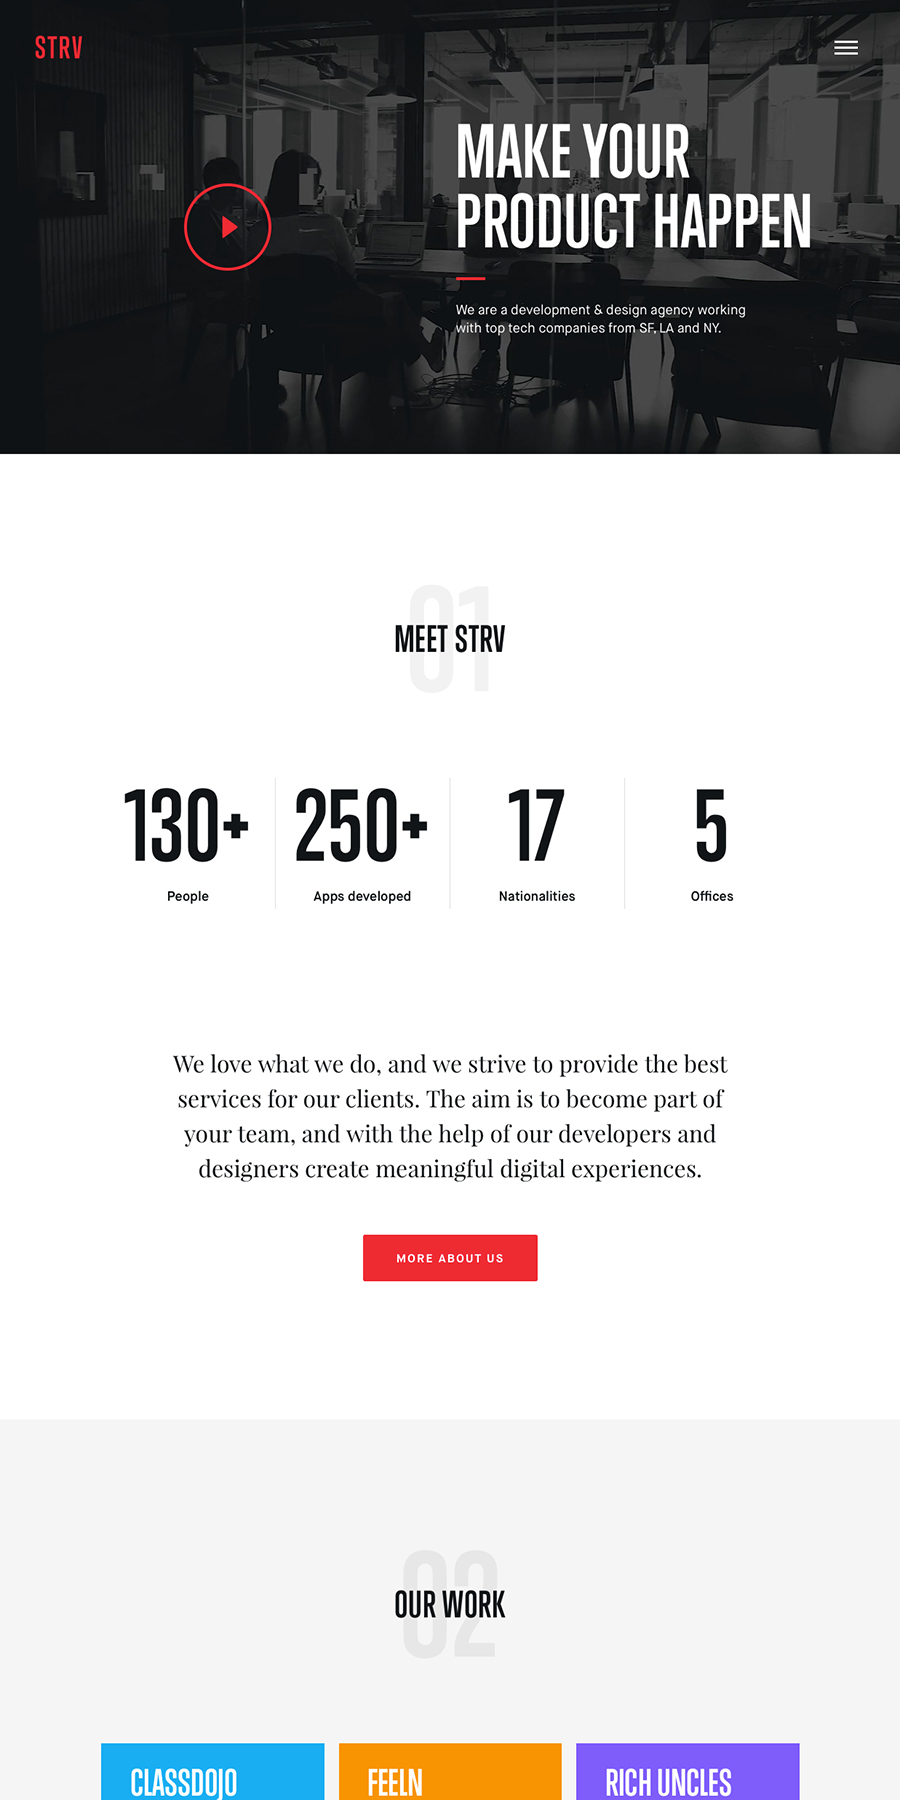 STRV
MAKE YOUR
PRODUCT HAPPEN
We are a development & design agency working
with top tech companies from SF, LA and NY.
01
MEET STRV
130+
People
250+
Apps developed
17
Nationalities
5
Offices
We love what we do, and we strive to provide the best
services for our clients. The aim is to become part of
your team, and with the help of our developers and
designers create meaningful digital experiences.
MORE ABOUT US
02
OUR WORK
CLASSDOJO
FEELN
RICH UNCLES